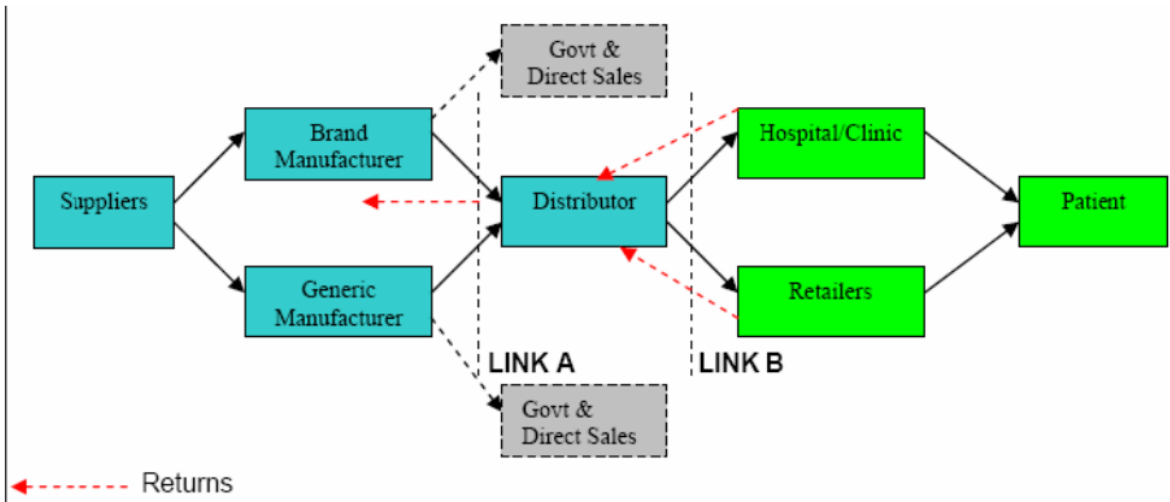 Govt &
Direct Sales
Brand
Manufacturer
Hospital/Clinic
Suppliers
Distributor
Patient
Generic
Manufacturer
Retailers
LINK A
LINK B
Govt &
Direct Sales
Returns